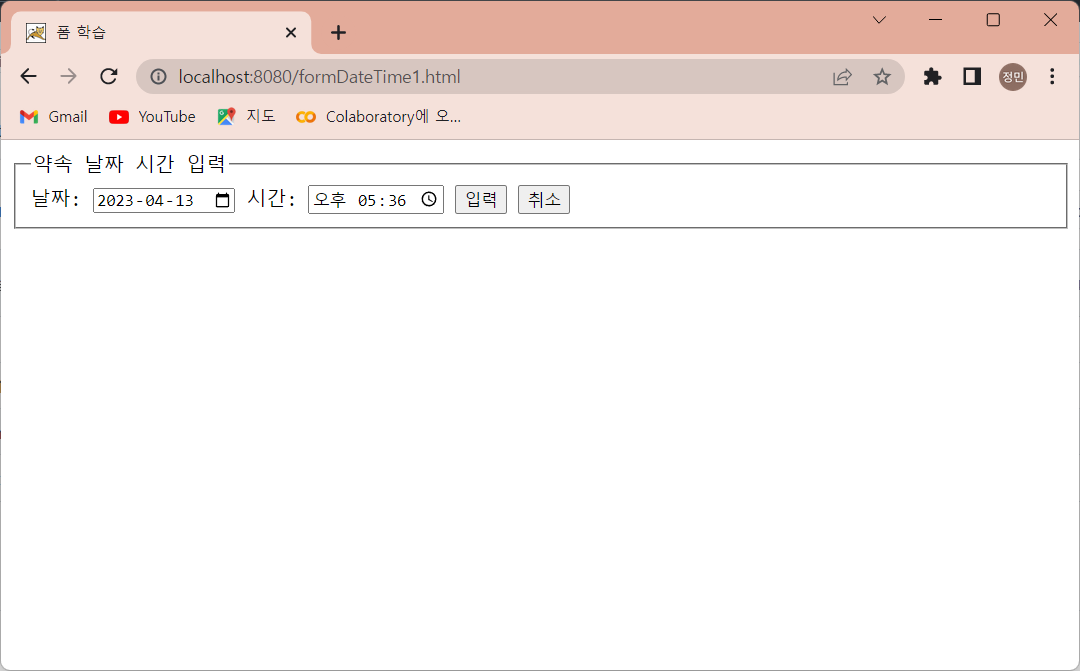 폼 학습
localhost:8080/formDateTime1.html
정민
Gmail YouTube 지도 Colaboratory에 오...
약속 날짜 시간 입력
날짜: 2023-04-13 시간: 오후 05:36 입력 취소